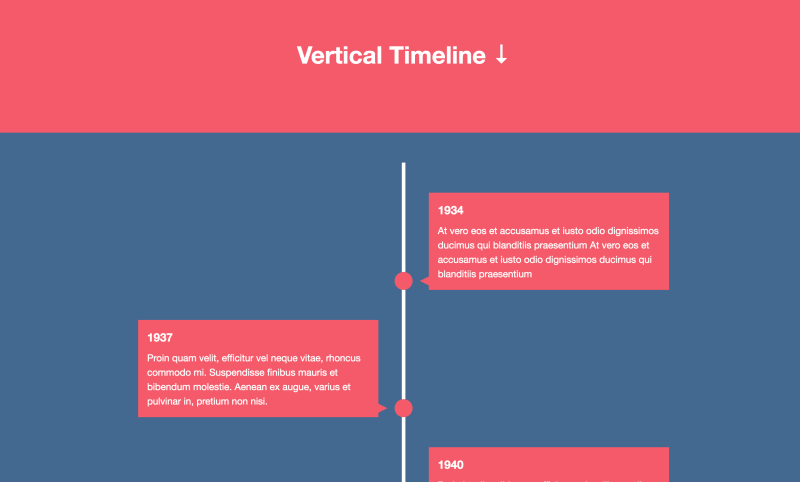 Vertical Timeline ↓
1934
At vero eos et accusamus et iusto odio dignissimos
ducimus qui blanditiis praesentium At vero eos et
accusamus et iusto odio dignissimos ducimus qui
blanditiis praesentium
1937
Proin quam velit, efficitur vel neque vitae, rhoncus
commodo mi. Suspendisse finibus mauris et
bibendum molestie. Aenean ex augue, varius et
pulvinar in, pretium non nisi.
1940